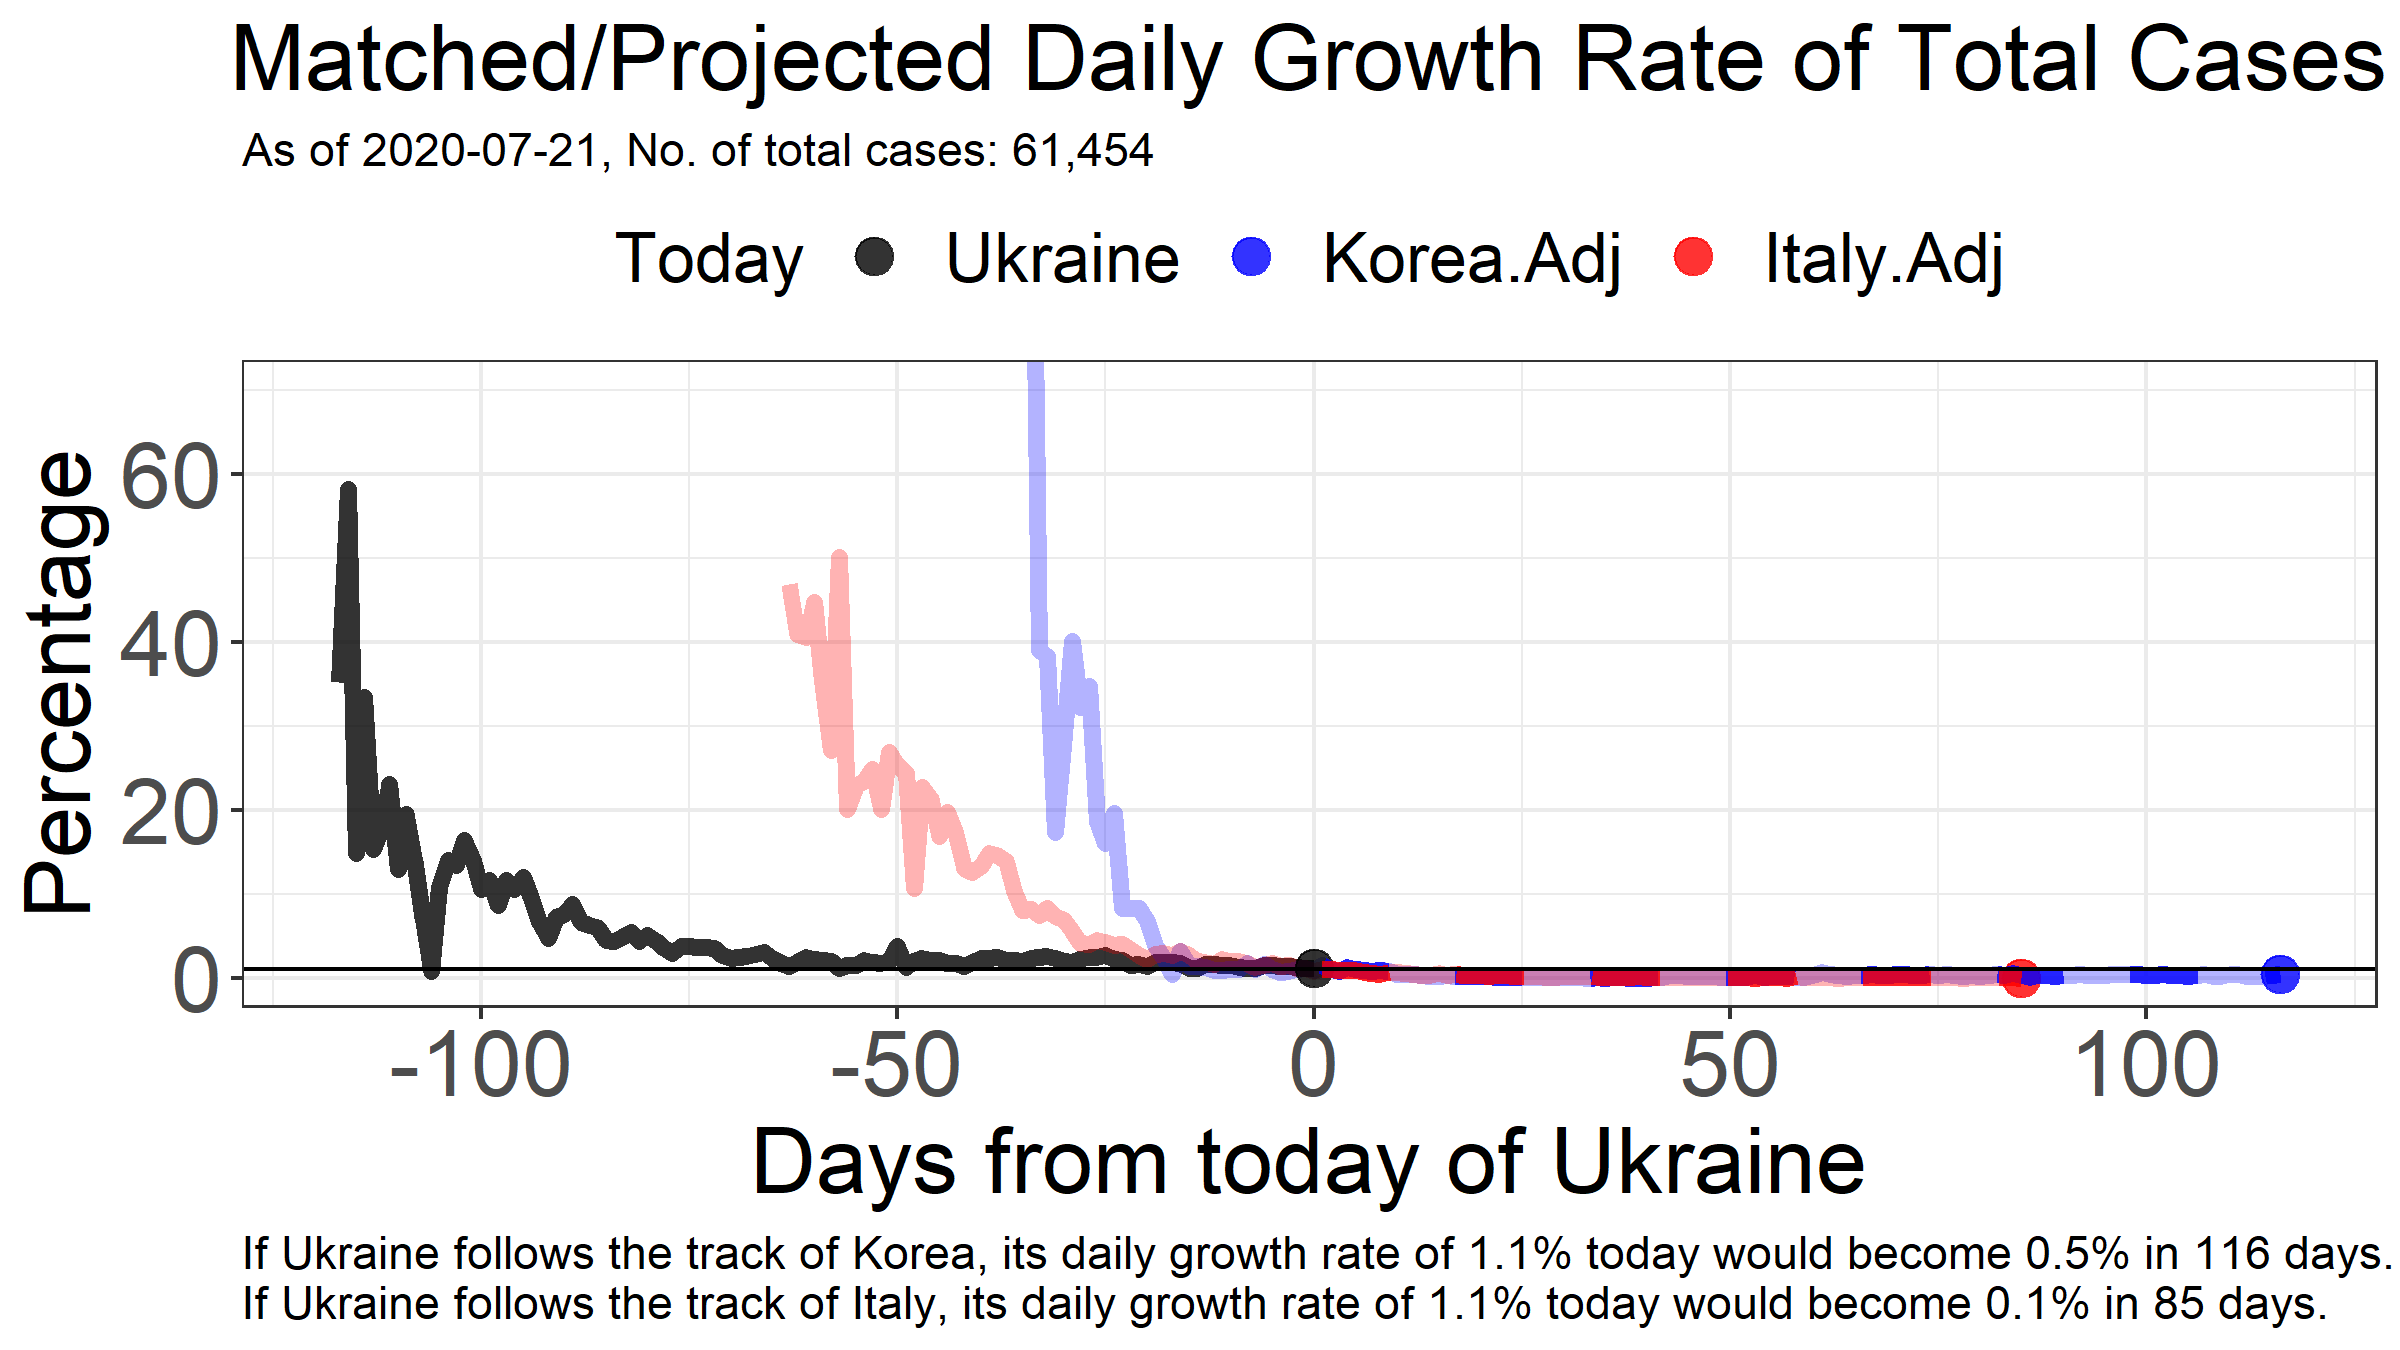 Matched/Projected Daily Growth Rate of Total Cases
As of 2020-07-21, No. of total cases: 61,454
Today Ukraine Korea.Adj Italy.Adj
Percentage
60
40
20
0
-100 -50 0 50 100
Days from today of Ukraine
If Ukraine follows the track of Korea, its daily growth rate of 1.1% today would become 0.5% in 116 days.
If Ukraine follows the track of Italy, its daily growth rate of 1.1% today would become 0.1% in 85 days.